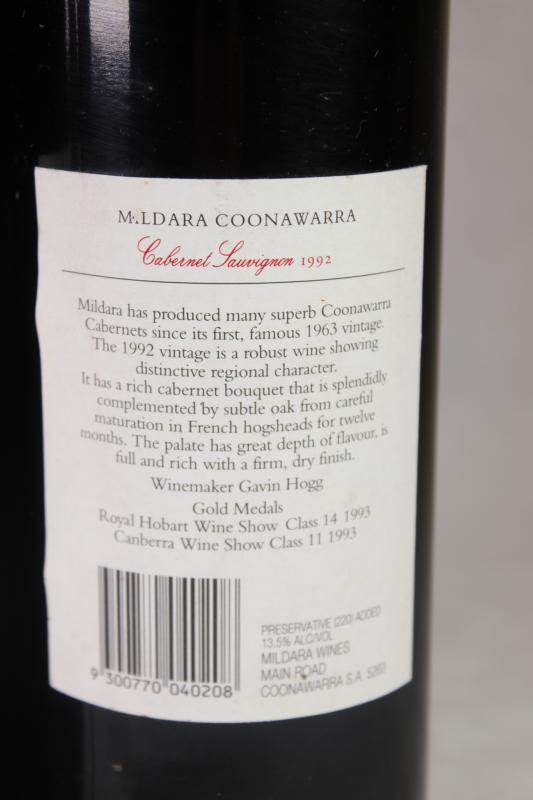 MILDARA COONAWARRA
Cabernet Sauvignon 1992
Mildara has produced many superb Coonawarra
Cabernets since its first, famous 1963 vintage.
The 1992 vintage is a robust wine showing
distinctive regional character.
It has a rich cabernet bouquet that is splendidly
complemented by subtle oak from careful
maturation in French hogsheads for twelve
months. The palate has great depth of flavour, is
full and rich with a firm, dry finish.
Winemaker Gavin Hogg
Gold Medals
Royal Hobart Wine Show Class 14 1993
Canberra Wine Show Class 11 1993
9 300770 040208
PRESERVATIVE (220) ADDED
13.5% ALC/VOL
MILDARA WINES
MAIN ROAD
COONAWARRA S.A. 5263